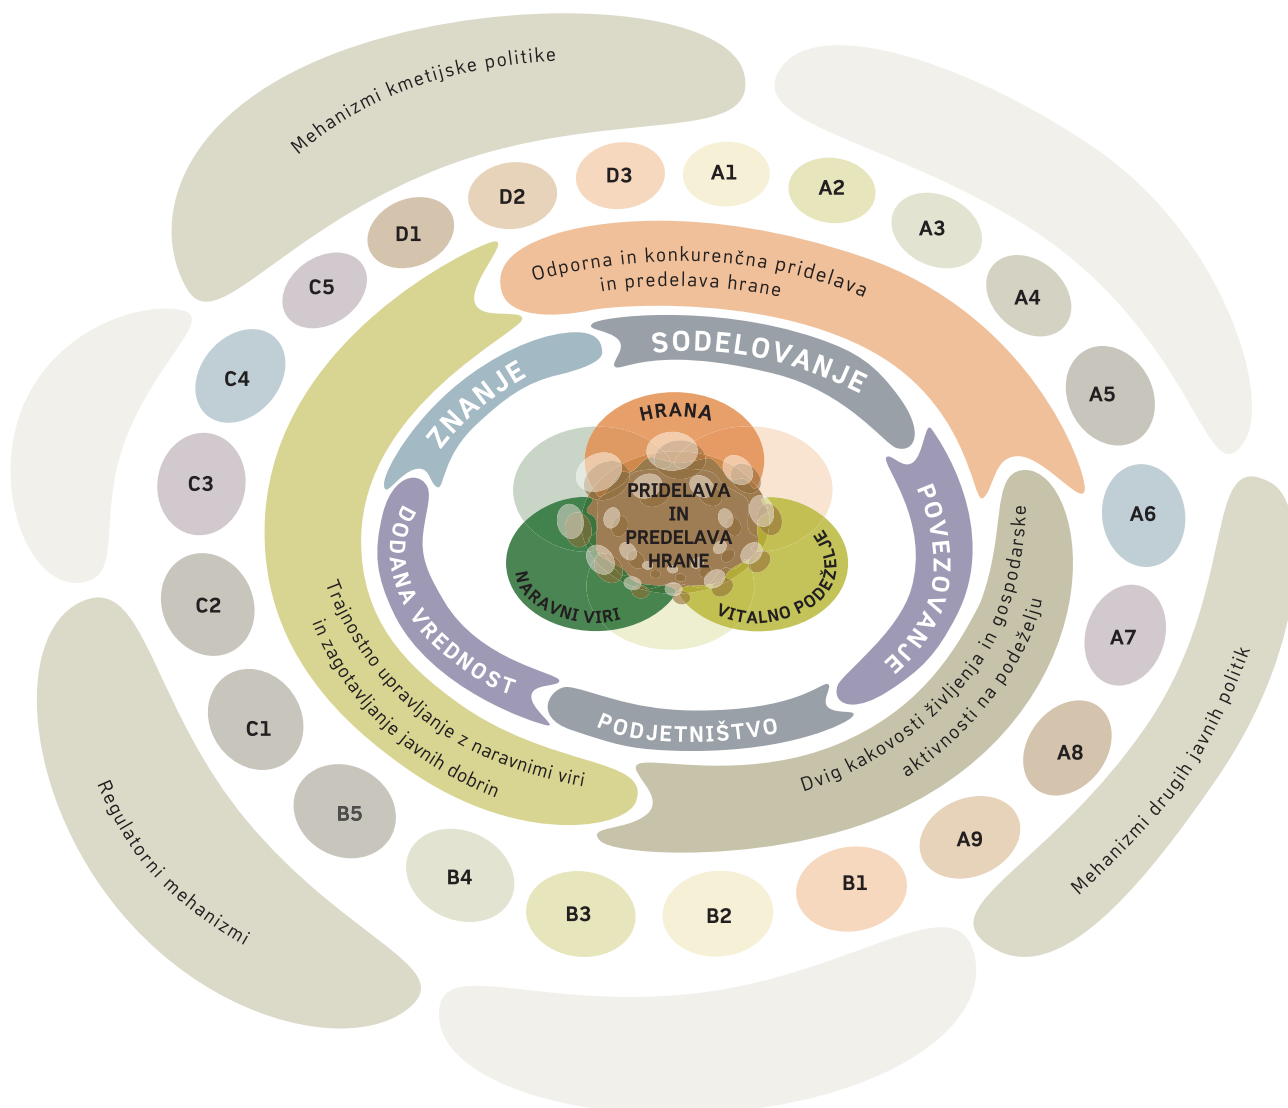 Mehanizmi kmetijske politike
D3
A1
A2
A3
A4
A5
A6
A7
A8
A9
B1
B2
B3
B4
B5
C1
C2
C3
C4
C5
D1
D2
Odporna in konkurenčna pridelava
in predelava hrane
SODELOVANJE
ZNANJE
POVEZOVANJE
DODANA VREDNOST
PODJETNIŠTVO
HRANA
PRIDELAVA
IN
PREDELAVA
HRANE
NARAVNI VIRI
VITALNO PODEŽELJE
Trajnostno upravljanje z naravnimi viri
in zagotavljanje javnih dobrin
Dvig kakovosti življenja in gospodarske
aktivnosti na podeželju
Mehanizmi drugih javnih politik
Regulatorni mehanizmi